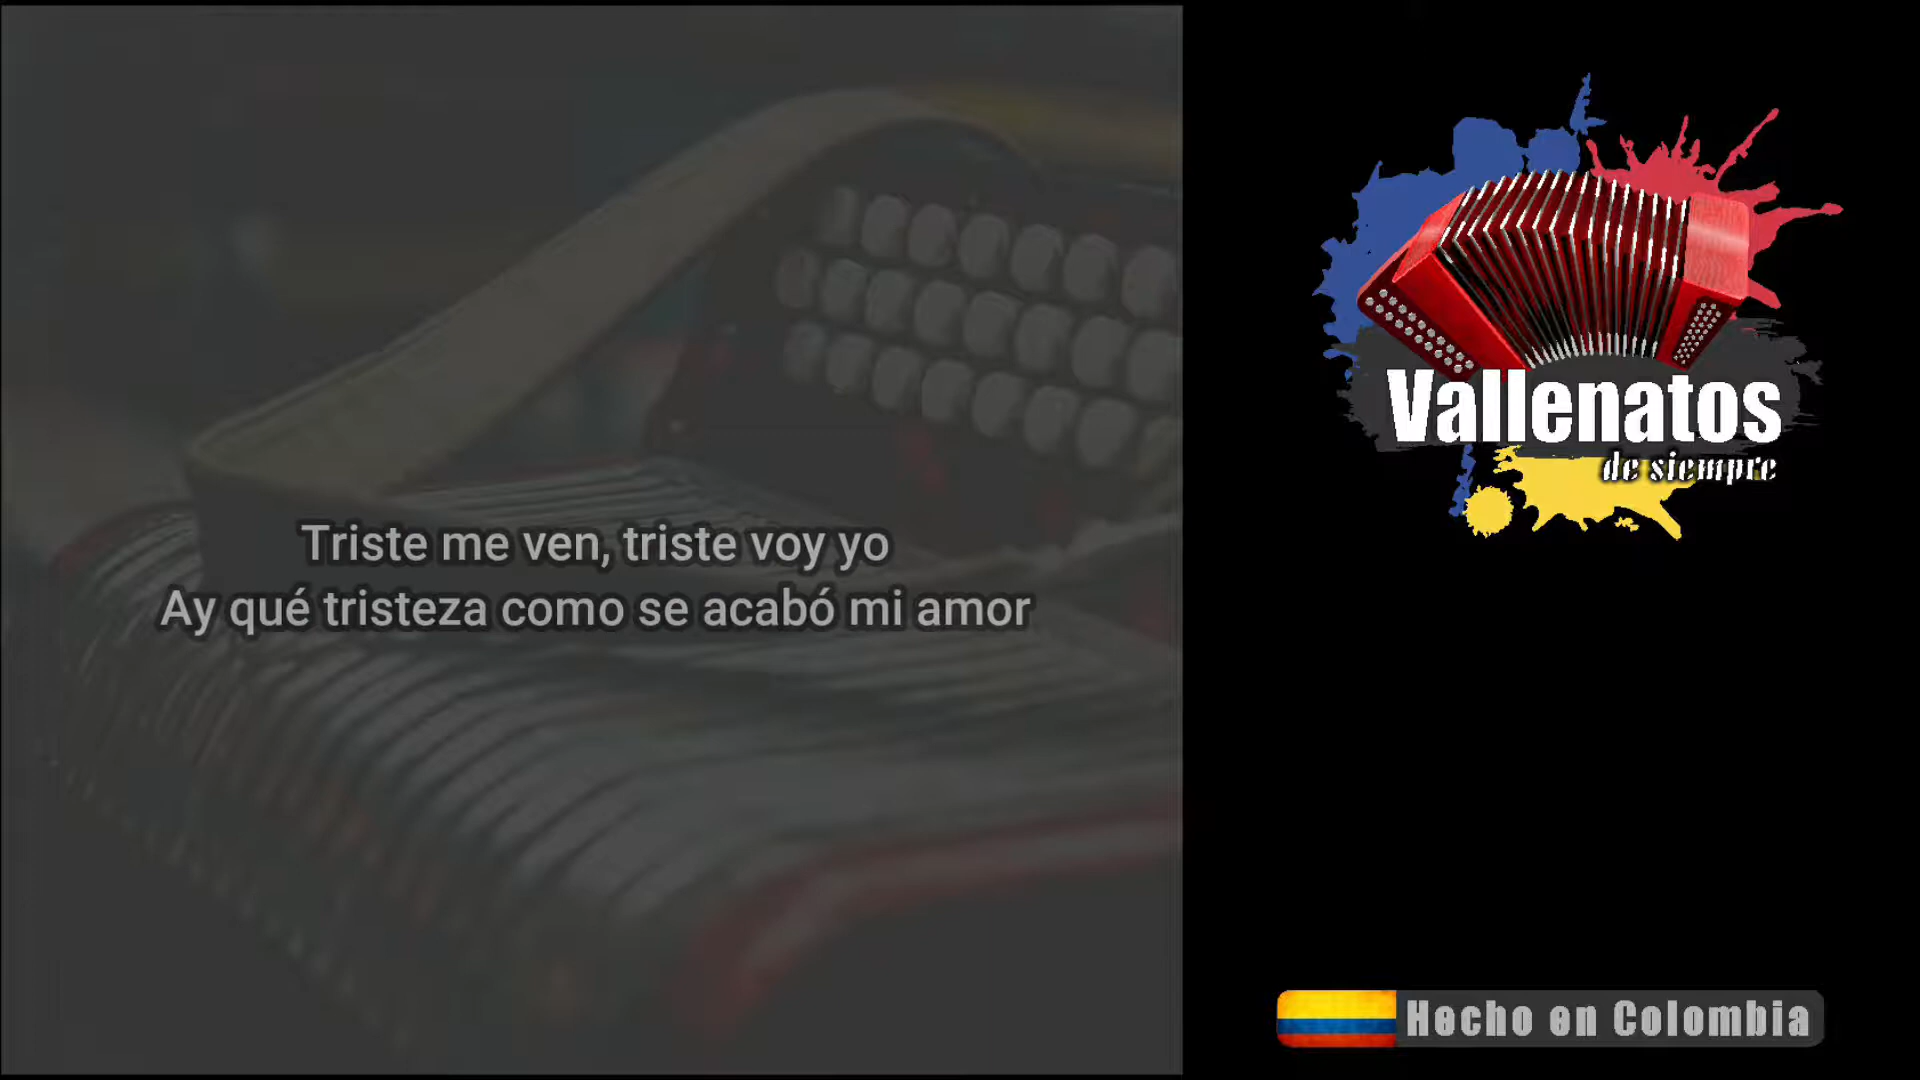 Triste me ven, triste voy yo
Ay qué tristeza como se acabó mi amor
Vallenatos
de siempre
Hecho en Colombia